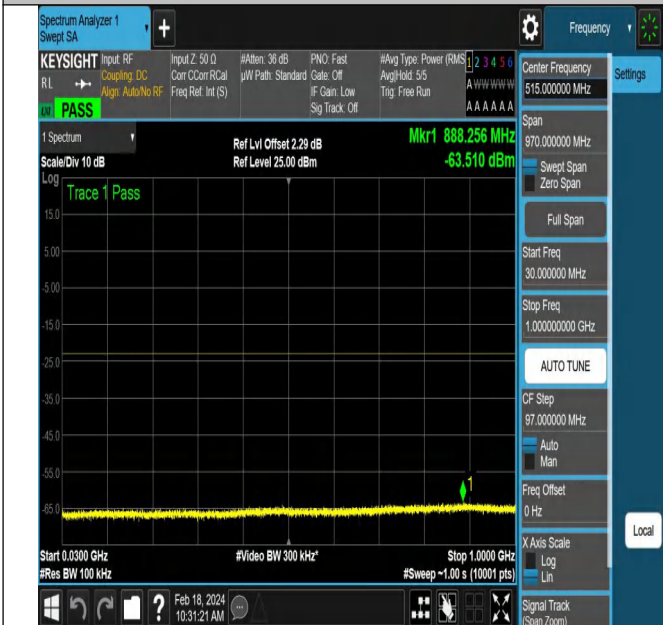 Spectrum Analyzer 1
Swept SA
+
Frequency
KEYSIGHT
RL
PASS
Input: RF
Coupling: DC
Align: Auto/No RF
Input Z: 50 Ω
Corr CCorr RCal
Freq Ref: Int (S)
#Atten: 36 dB
µW Path: Standard
PNO: Fast
Gate: Off
IF Gain: Low
Sig Track: Off
#Avg Type: Power (RMS
Avg|Hold: 5/5
Trig: Free Run
1 2 3 4 5 6
A W W W W W
A A A A A A
1 Spectrum
Scale/Div 10 dB
Log
Ref Lvl Offset 2.29 dB
Ref Level 25.00 dBm
Mkr1 888.256 MHz
-63.510 dBm
Trace 1 Pass
15.0
5.00
-5.00
-15.0
-25.0
-35.0
-45.0
-55.0
-65.0
1
Start 0.0300 GHz
#Res BW 100 kHz
#Video BW 300 kHz*
Stop 1.0000 GHz
#Sweep ~1.00 s (10001 pts)
?
Feb 18, 2024
10:31:21 AM
Center Frequency
515.000000 MHz
Settings
Span
970.000000 MHz
Swept Span
Zero Span
Full Span
Start Freq
30.000000 MHz
Stop Freq
1.000000000 GHz
AUTO TUNE
CF Step
97.000000 MHz
Auto
Man
Freq Offset
0 Hz
X Axis Scale
Log
Lin
Local
Signal Track
(Span Zoom)